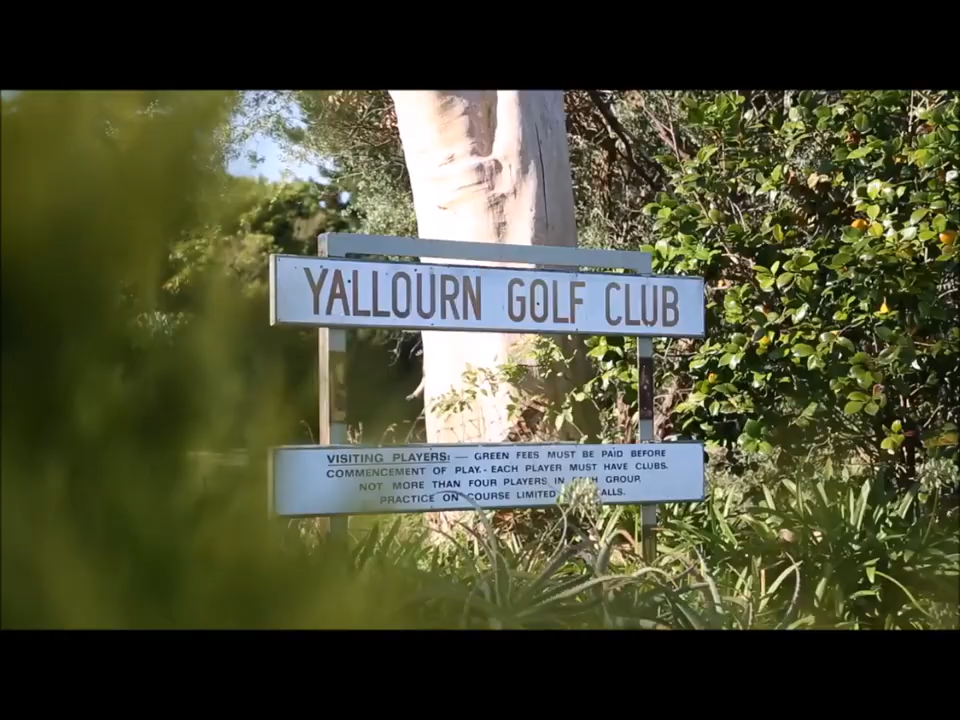 YALLOURN GOLF CLUB
VISITING PLAYERS:— GREEN FEES MUST BE PAID BEFORE
COMMENCEMENT OF PLAY.- EACH PLAYER MUST HAVE CLUBS.
NOT MORE THAN FOUR PLAYERS IN EACH GROUP.
PRACTICE ON COURSE LIMITED